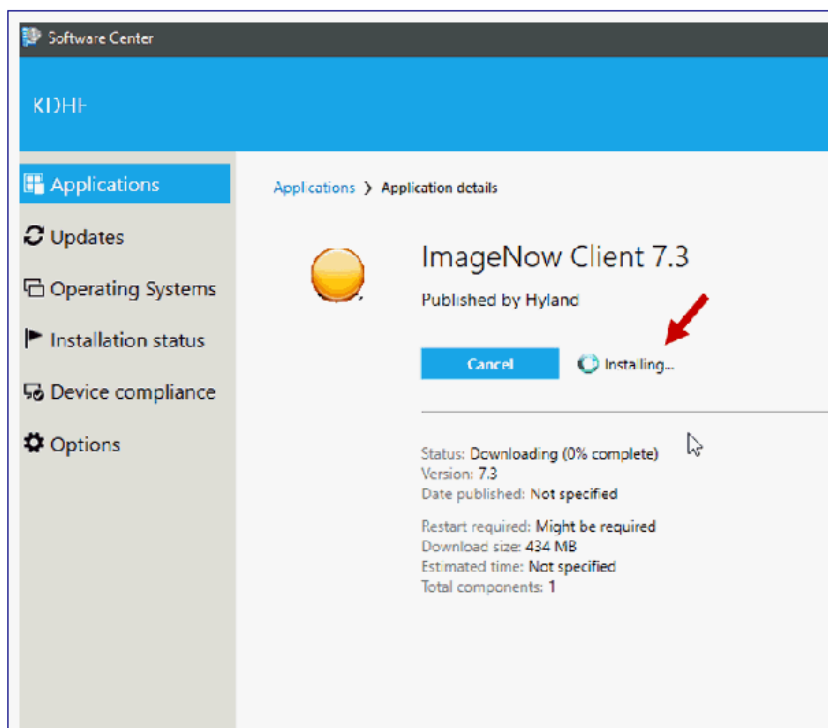 Software Center
KDHE
Applications
Updates
Operating Systems
Installation status
Device compliance
Options
Applications > Application details
ImageNow Client 7.3
Published by Hyland
Cancel Installing...
Status: Downloading (0% complete)
Version: 7.3
Date published: Not specified
Restart required: Might be required
Download size: 434 MB
Estimated time: Not specified
Total components: 1